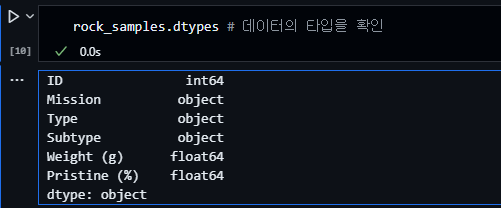 rock_samples.dtypes # 데이터의 타입을 확인
[10]
0.0s
...
ID int64
Mission object
Type object
Subtype object
Weight (g) float64
Pristine (%) float64
dtype: object